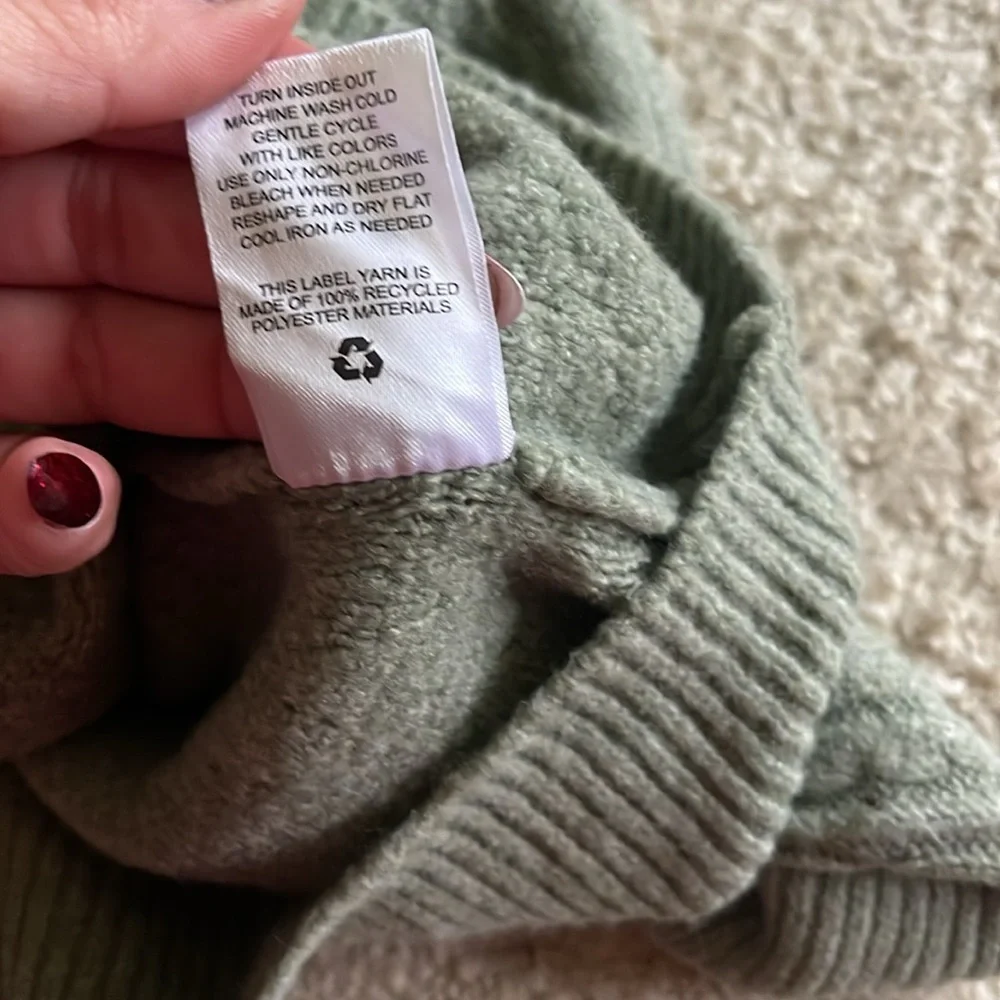 TURN INSIDE OUT
MACHINE WASH COLD
GENTLE CYCLE
WITH LIKE COLORS
USE ONLY NON-CHLORINE
BLEACH WHEN NEEDED
RESHAPE AND DRY FLAT
COOL IRON AS NEEDED
THIS LABEL YARN IS
MADE OF 100% RECYCLED
POLYESTER MATERIALS